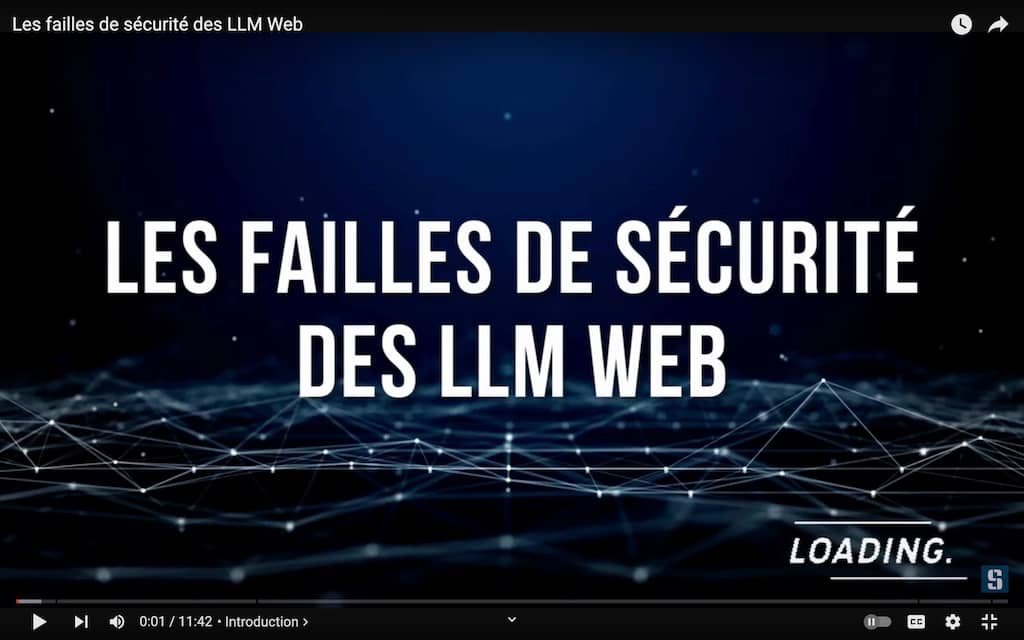 Les failles de sécurité des LLM Web
LES FAILLES DE SÉCURITÉ
DES LLM WEB
LOADING.
S
0:01 / 11:42 • Introduction >
CC